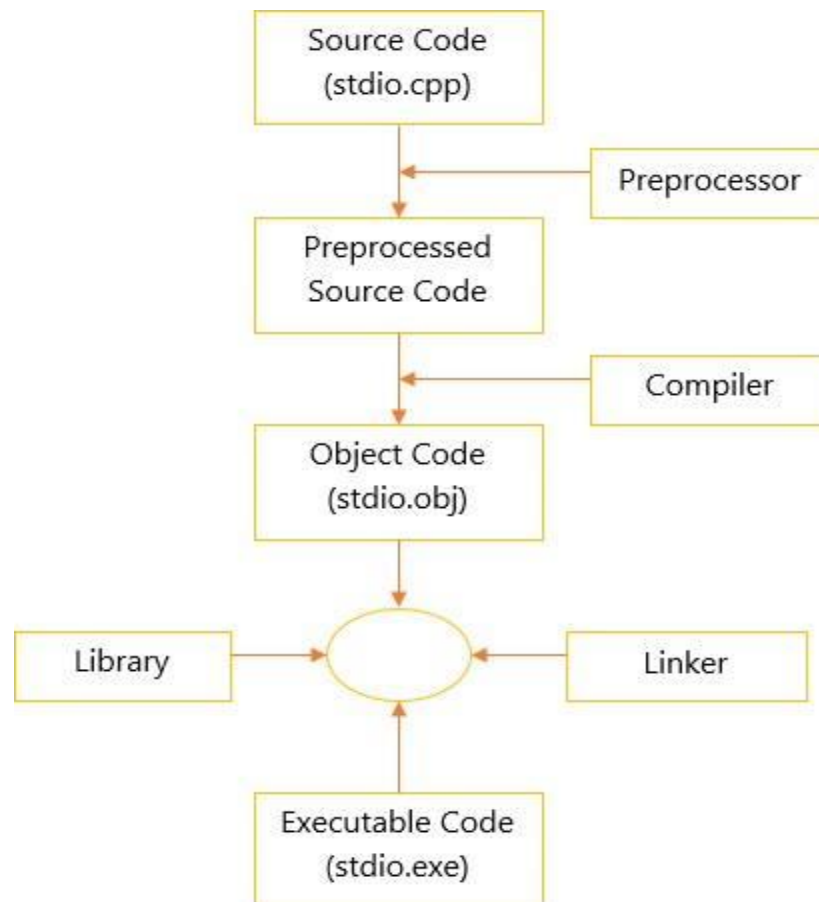 Source Code
(stdio.cpp)
Preprocessor
Preprocessed
Source Code
Compiler
Object Code
(stdio.obj)
Library
Linker
Executable Code
(stdio.exe)